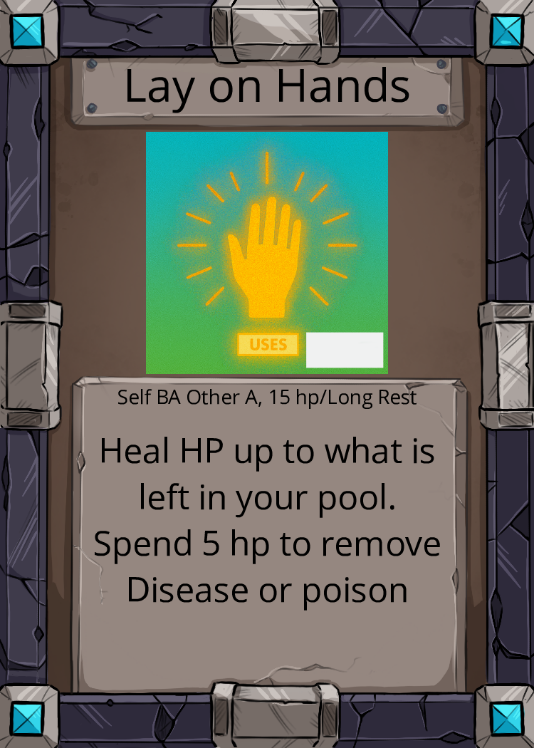 Lay on Hands
USES
Self BA Other A, 15 hp/Long Rest
Heal HP up to what is
left in your pool.
Spend 5 hp to remove
Disease or poison